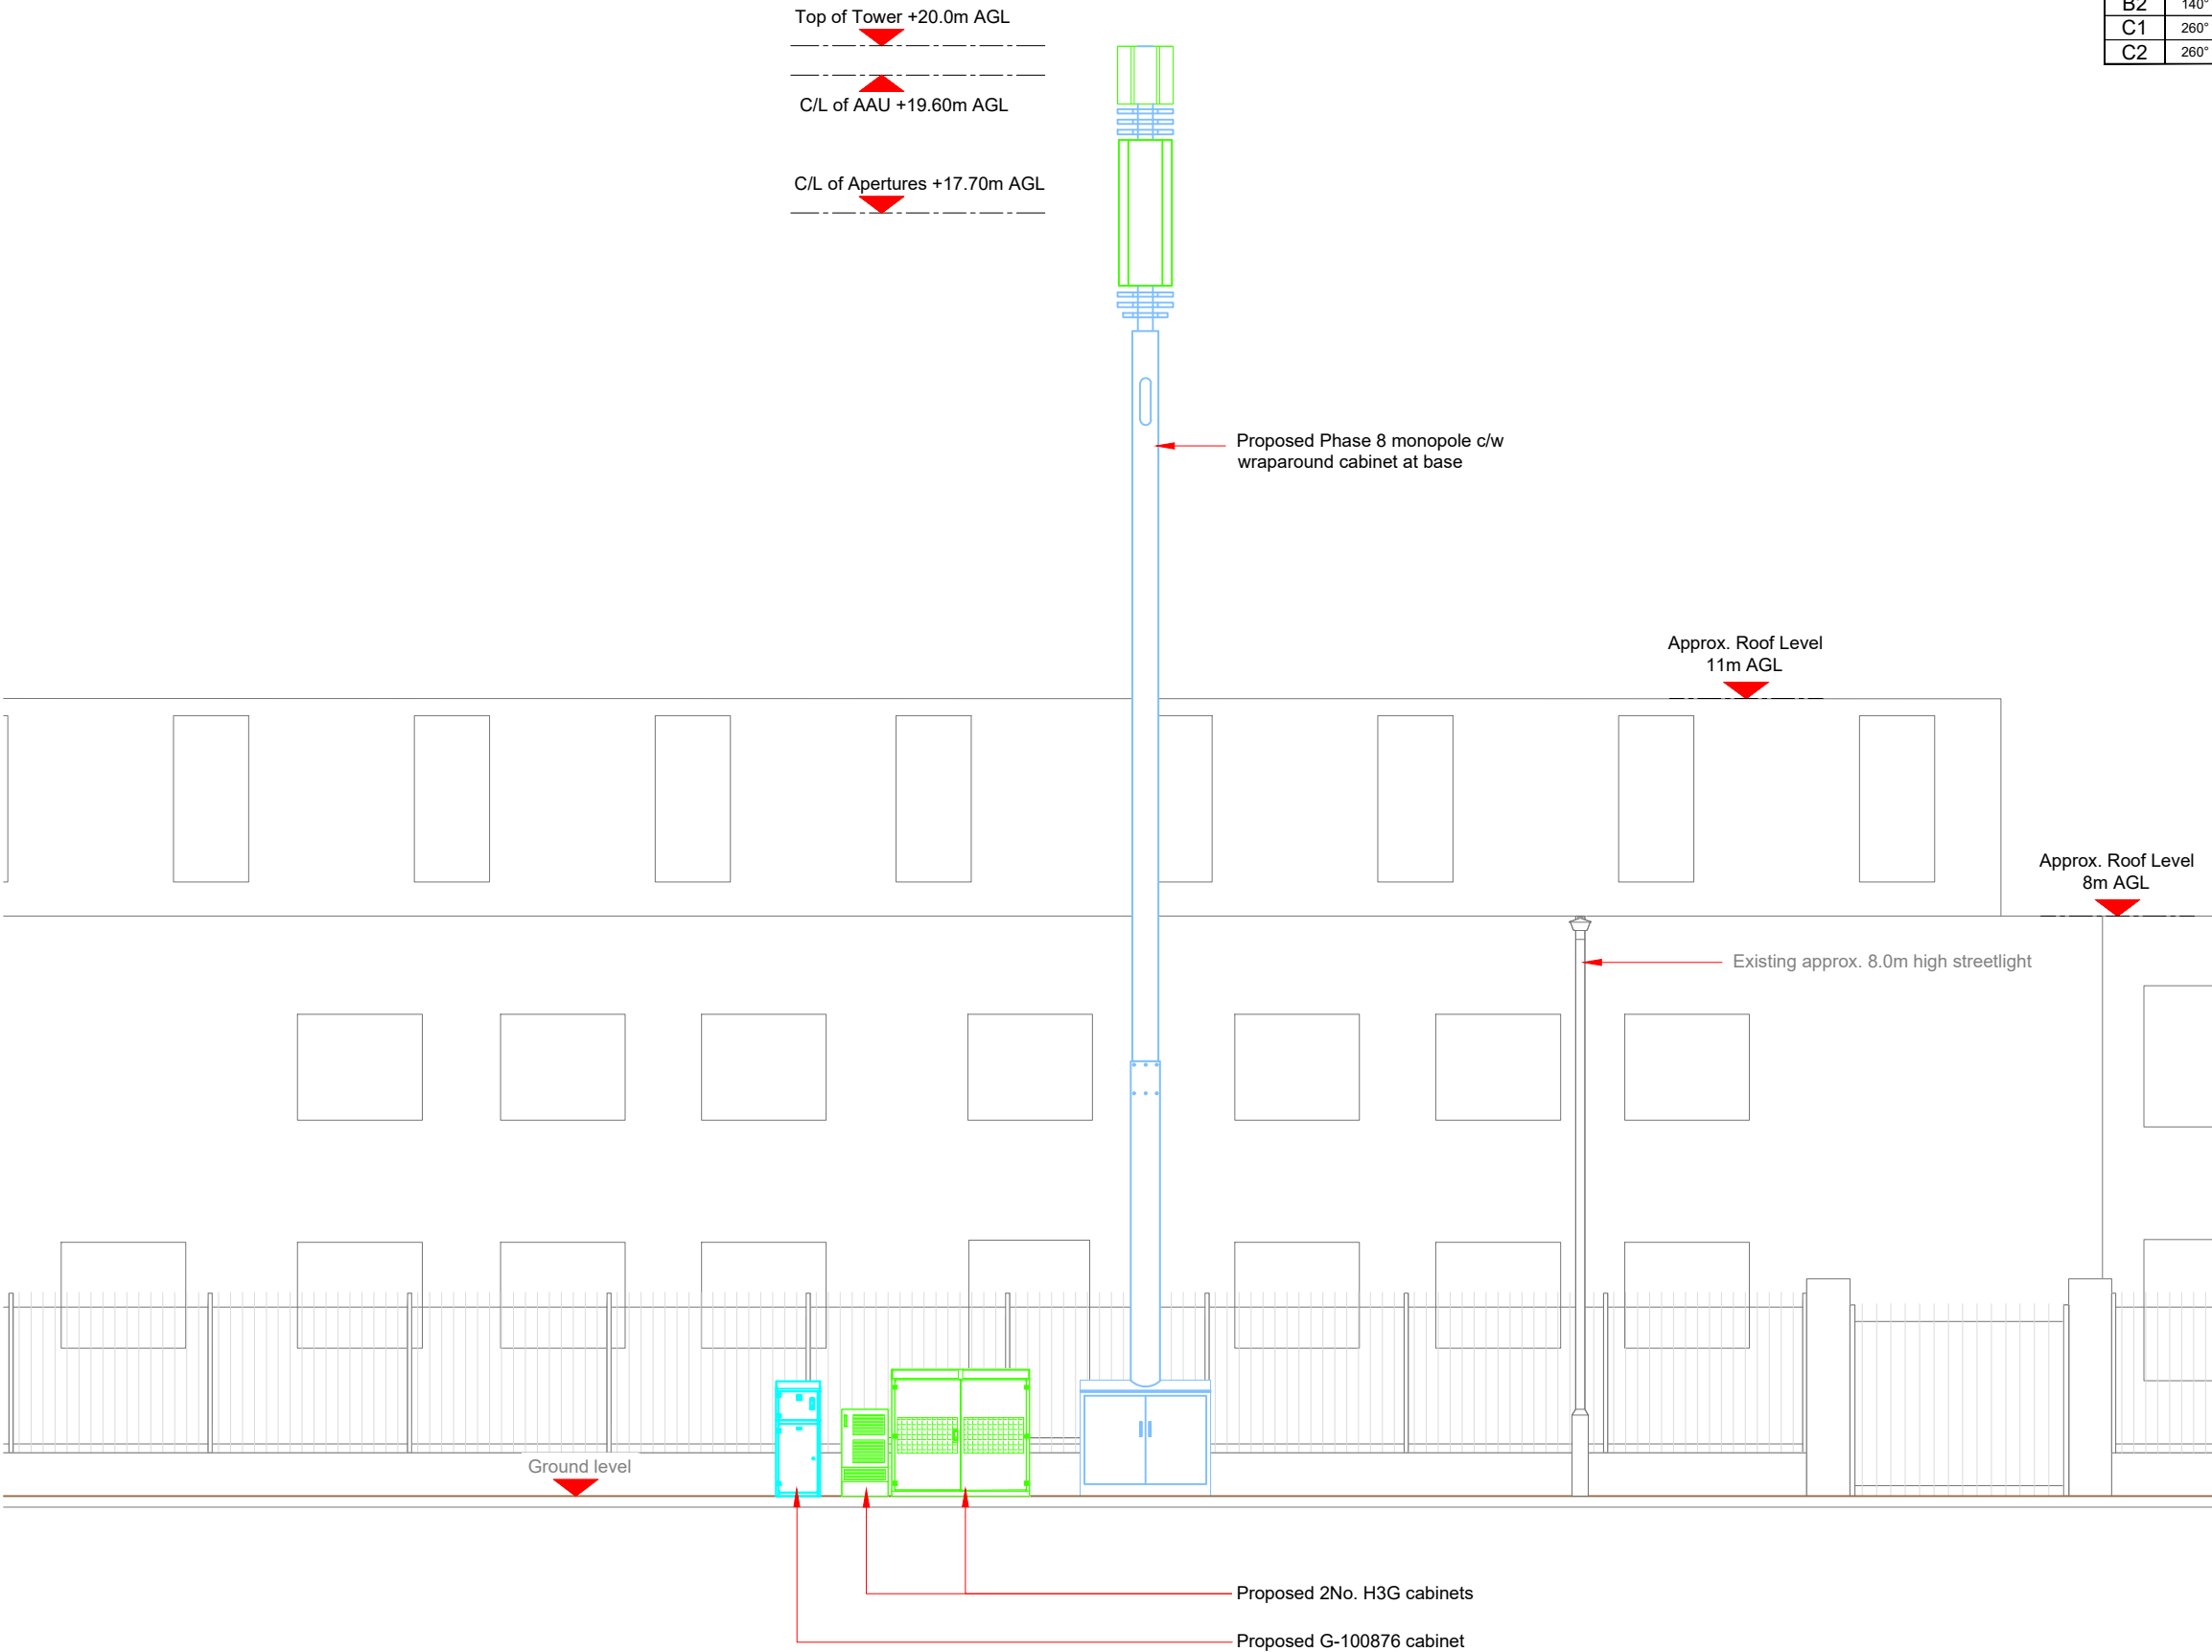 B2 140°
C1 260°
C2 260°
Top of Tower +20.0m AGL
C/L of AAU +19.60m AGL
C/L of Apertures +17.70m AGL
Proposed Phase 8 monopole c/w
wraparound cabinet at base
Approx. Roof Level
11m AGL
Approx. Roof Level
8m AGL
Existing approx. 8.0m high streetlight
Ground level
Proposed 2No. H3G cabinets
Proposed G-100876 cabinet